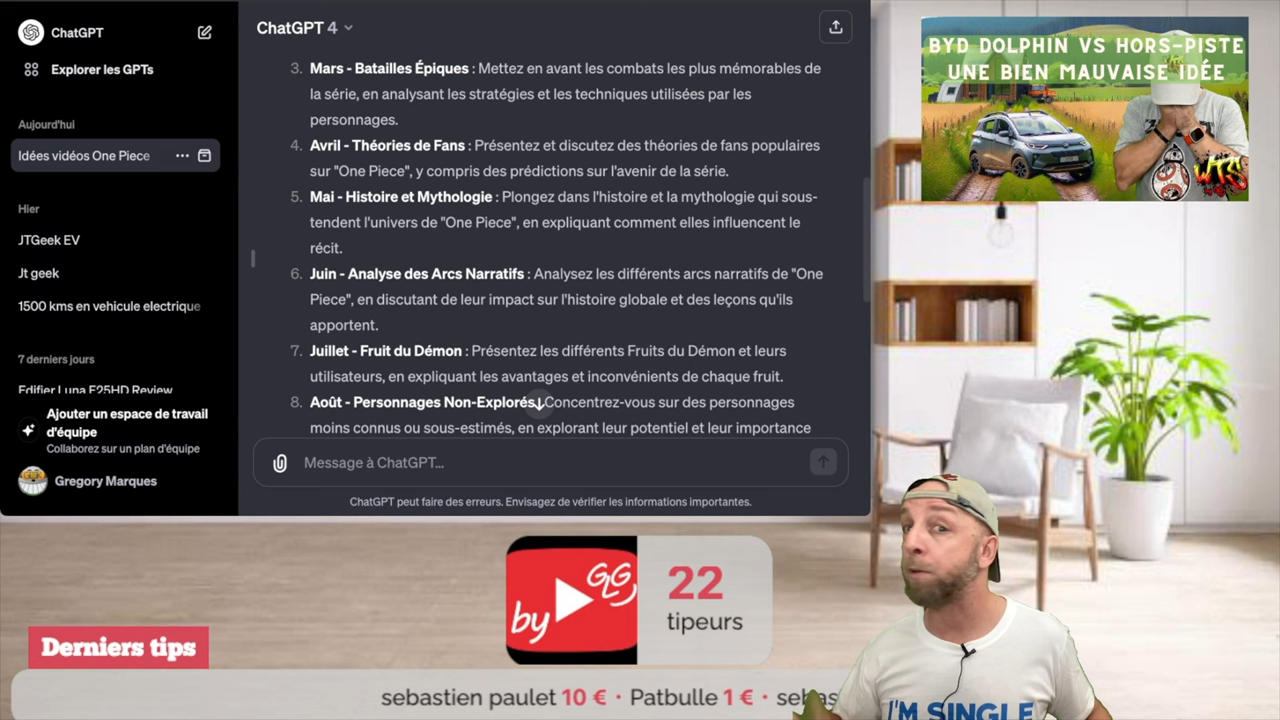 ChatGPT
Explorer les GPTs
Aujourd'hui
Idées vidéos One Piece
Hier
JTGeek EV
Jt geek
1500 kms en vehicule electrique
7 derniers jours
Edifier Luna E25HD Review
Ajouter un espace de travail
d'équipe
Collaborez sur un plan d'équipe
Gregory Marques
ChatGPT 4
3. Mars - Batailles Épiques : Mettez en avant les combats les plus mémorables de
la série, en analysant les stratégies et les techniques utilisées par les
personnages.
4. Avril - Théories de Fans : Présentez et discutez des théories de fans populaires
sur "One Piece", y compris des prédictions sur l'avenir de la série.
5. Mai - Histoire et Mythologie : Plongez dans l'histoire et la mythologie qui sous-
tendent l'univers de "One Piece", en expliquant comment elles influencent le
récit.
6. Juin - Analyse des Arcs Narratifs : Analysez les différents arcs narratifs de "One
Piece", en discutant de leur impact sur l'histoire globale et des leçons qu'ils
apportent.
7. Juillet - Fruit du Démon : Présentez les différents Fruits du Démon et leurs
utilisateurs, en expliquant les avantages et inconvénients de chaque fruit.
8. Août - Personnages Non-Explorés Concentrez-vous sur des personnages
moins connus ou sous-estimés, en explorant leur potentiel et leur importance
Message à ChatGPT...
ChatGPT peut faire des erreurs. Envisagez de vérifier les informations importantes.
BYD DOLPHIN VS HORS-PISTE
UNE BIEN MAUVAISE IDÉE
by GLG
22
tipeurs
Derniers tips
sebastien paulet 10 € · Patbulle 1 € · sebas
I'M SINGLE